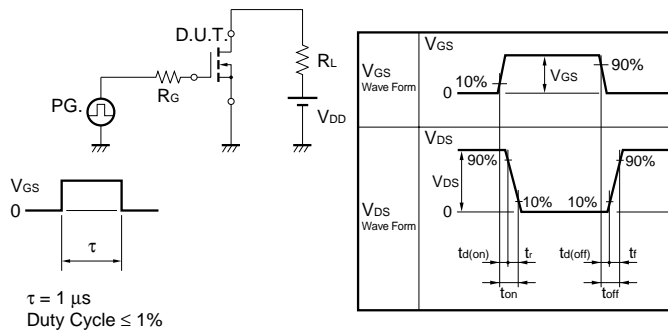 D.U.T.
RL
RG
PG.
VDD
VGS
0
τ
τ = 1 μs
Duty Cycle ≤ 1%
VGS
Wave Form
VGS
10%
VGS
90%
0
VDS
Wave Form
VDS
90%
VDS
10%
10%
90%
0
td(on)
tr
td(off)
tf
ton
toff